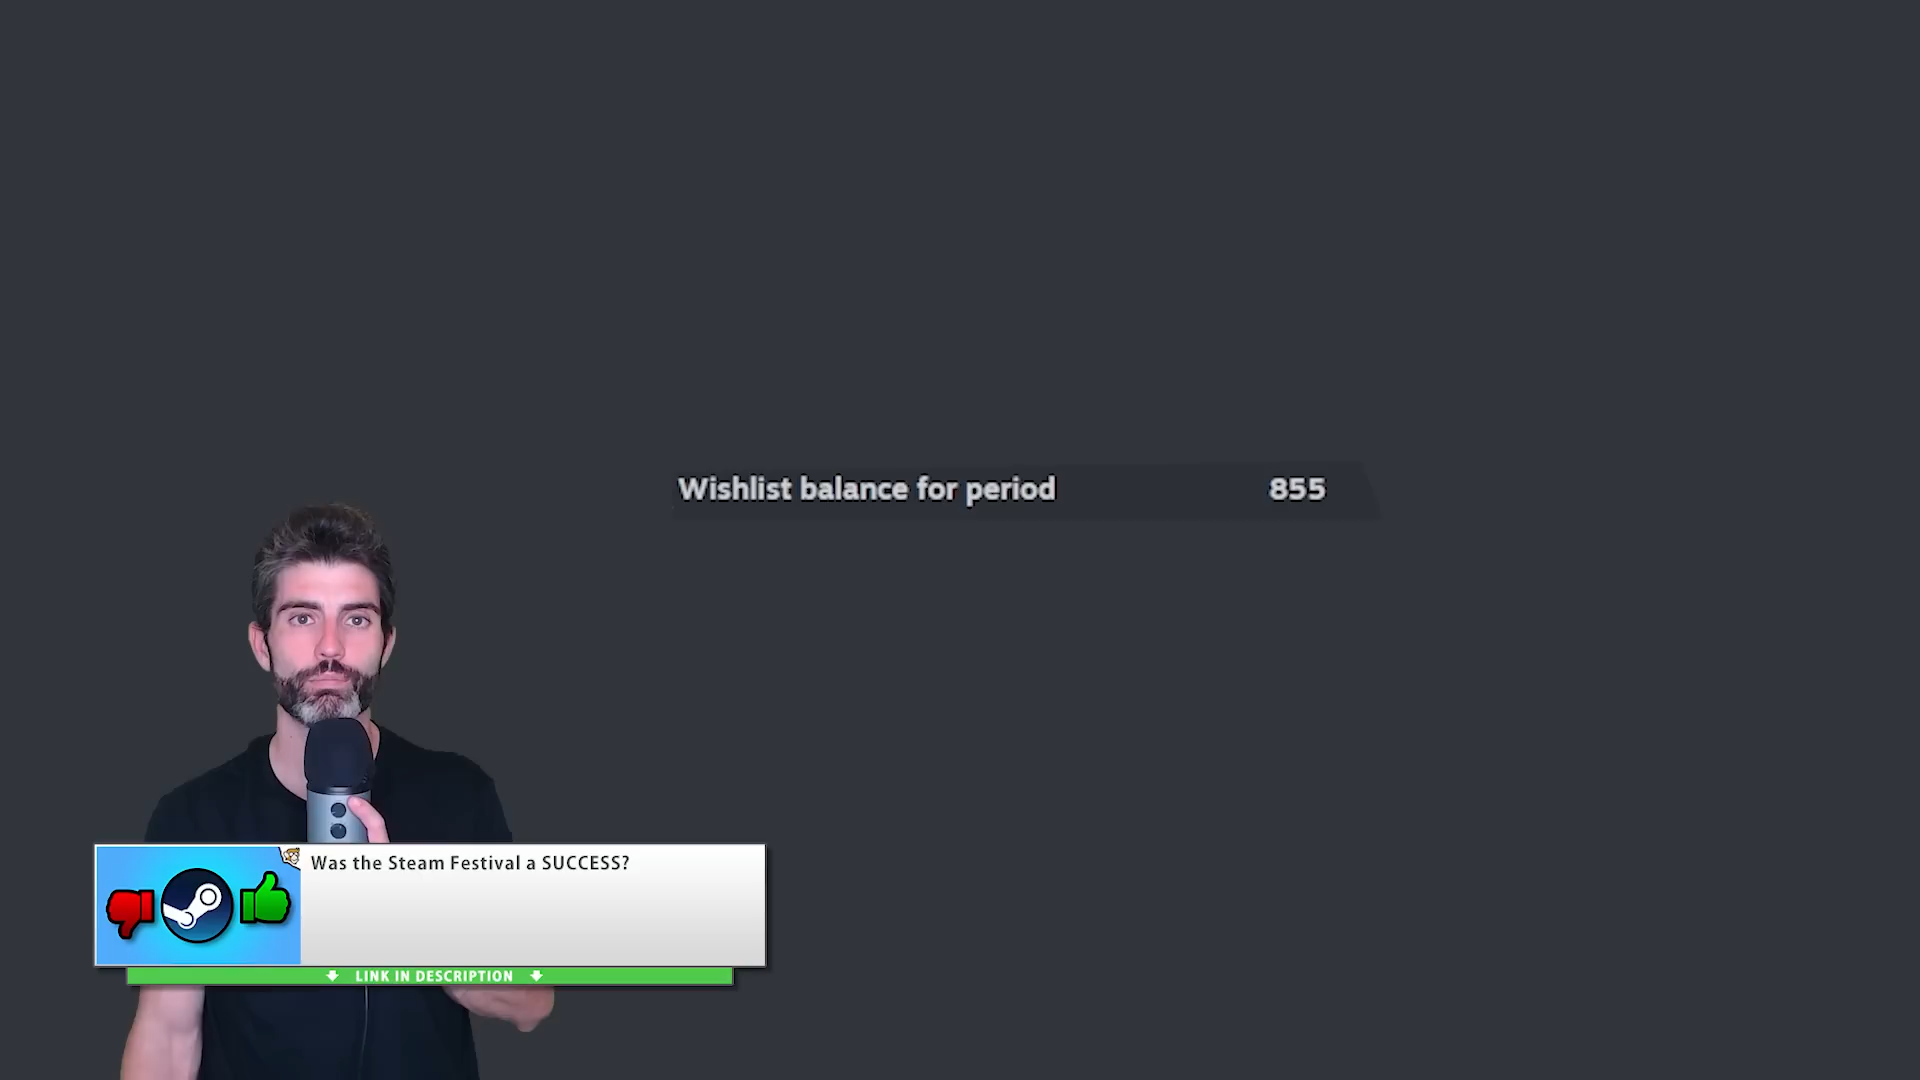 Wishlist balance for period 855
Was the Steam Festival a SUCCESS?
LINK IN DESCRIPTION